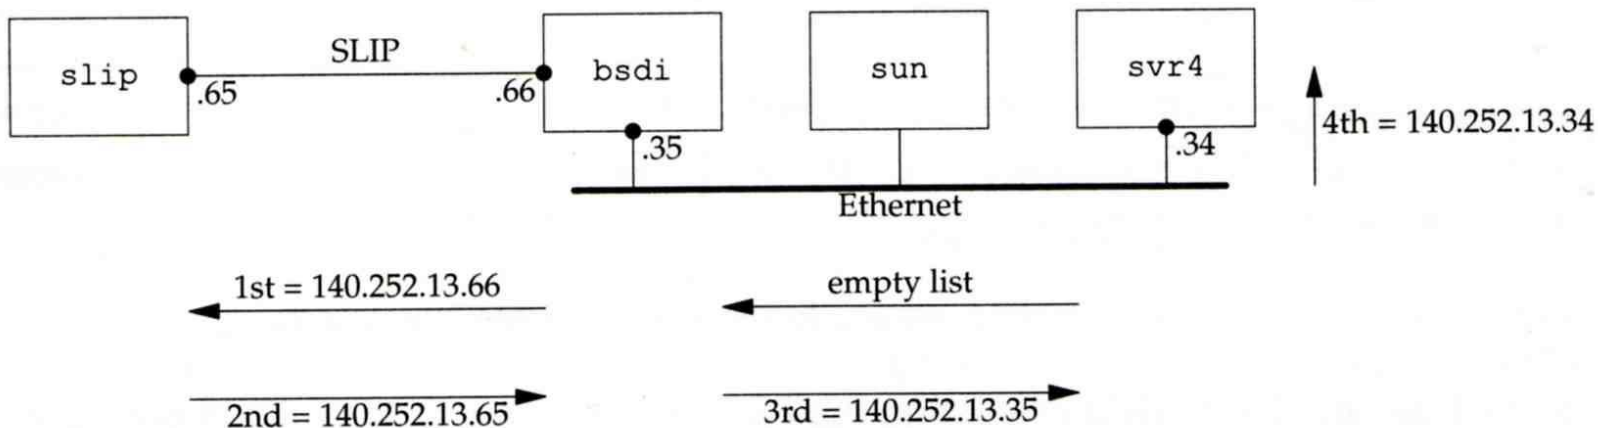 slip
SLIP
bsdi
sun
svr4
.65
.66
.35
.34
4th = 140.252.13.34
Ethernet
1st = 140.252.13.66
empty list
2nd = 140.252.13.65
3rd = 140.252.13.35